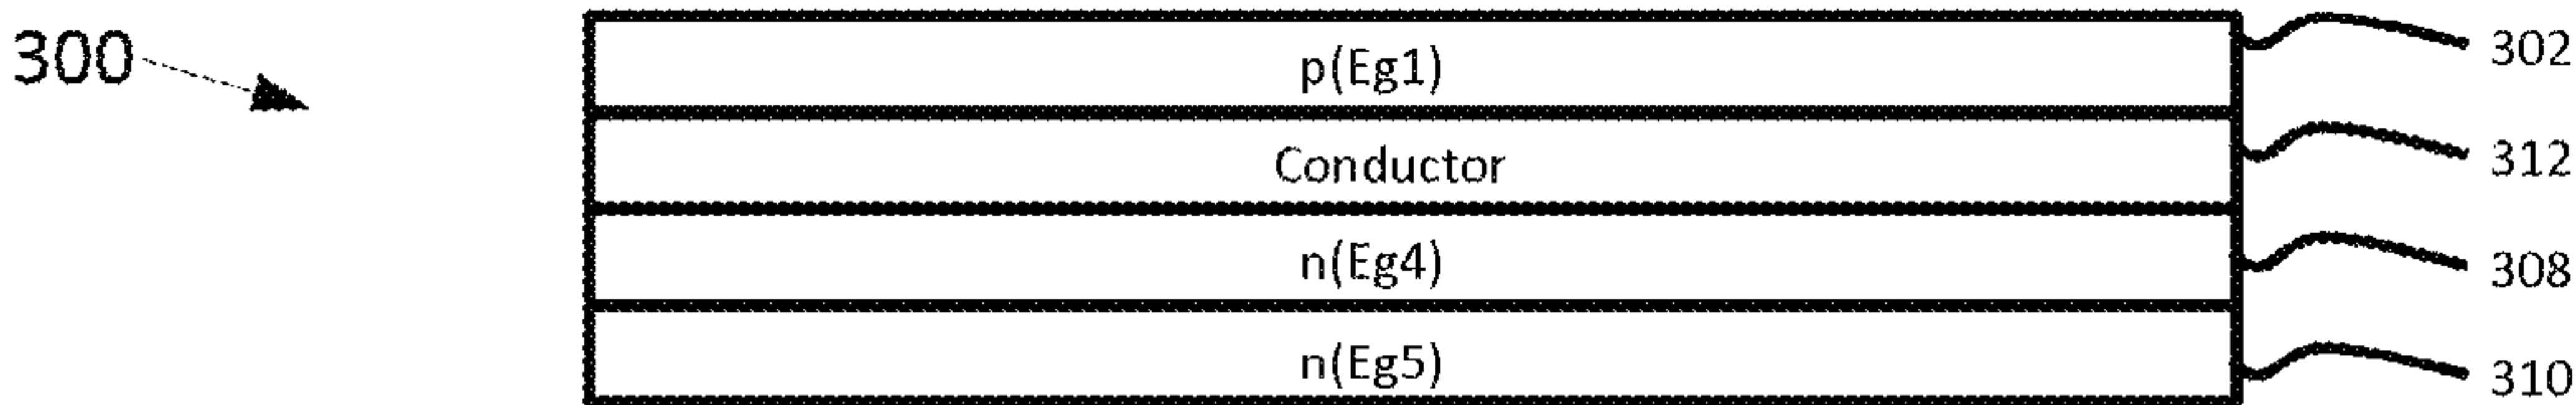 300
p(Eg1) 302
Conductor 312
n(Eg4) 308
n(Eg5) 310